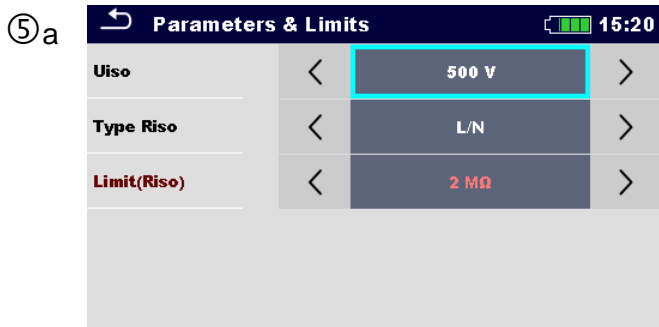 ⑤a
Parameters & Limits 15:20
Uiso 500 V
Type Riso L/N
Limit(Riso) 2 MΩ